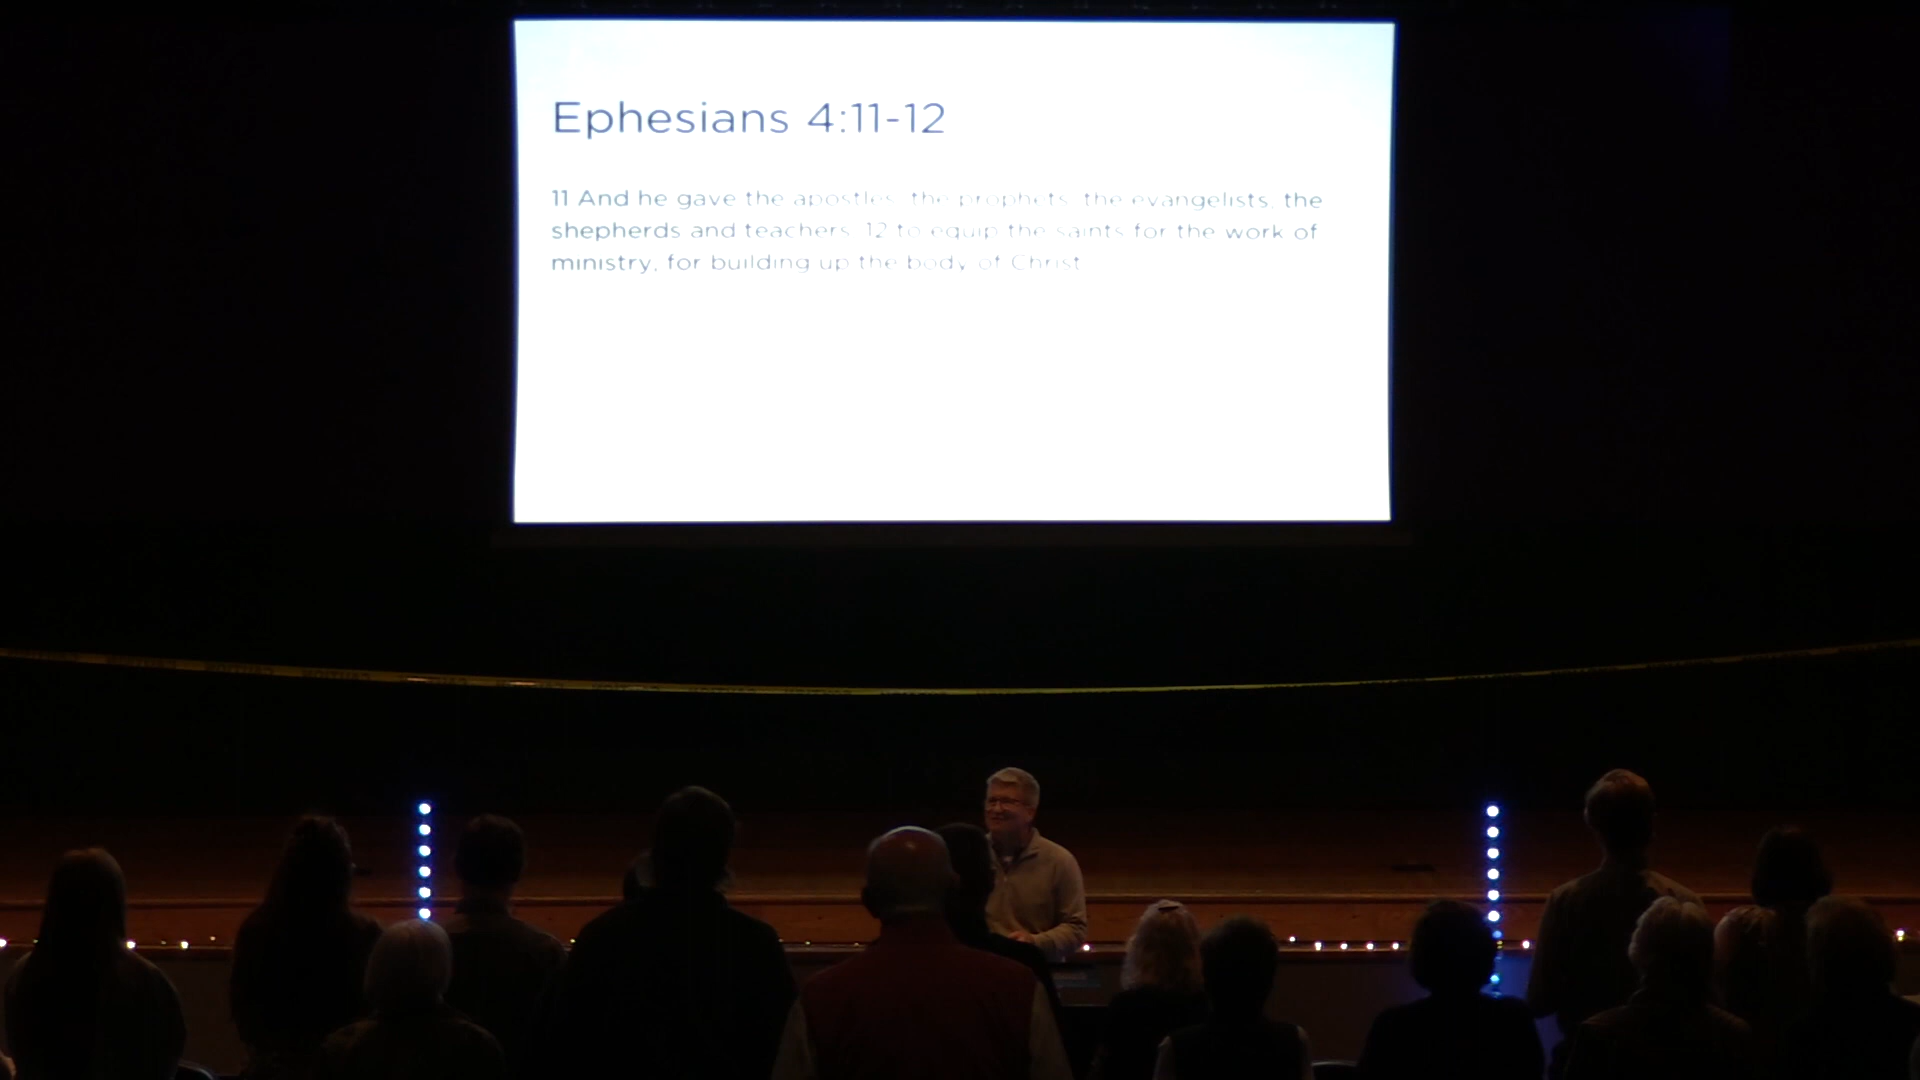 Ephesians 4:11-12
11 And he gave the apostles, the prophets, the evangelists, the
shepherds and teachers, 12 to equip the saints for the work of
ministry, for building up the body of Christ